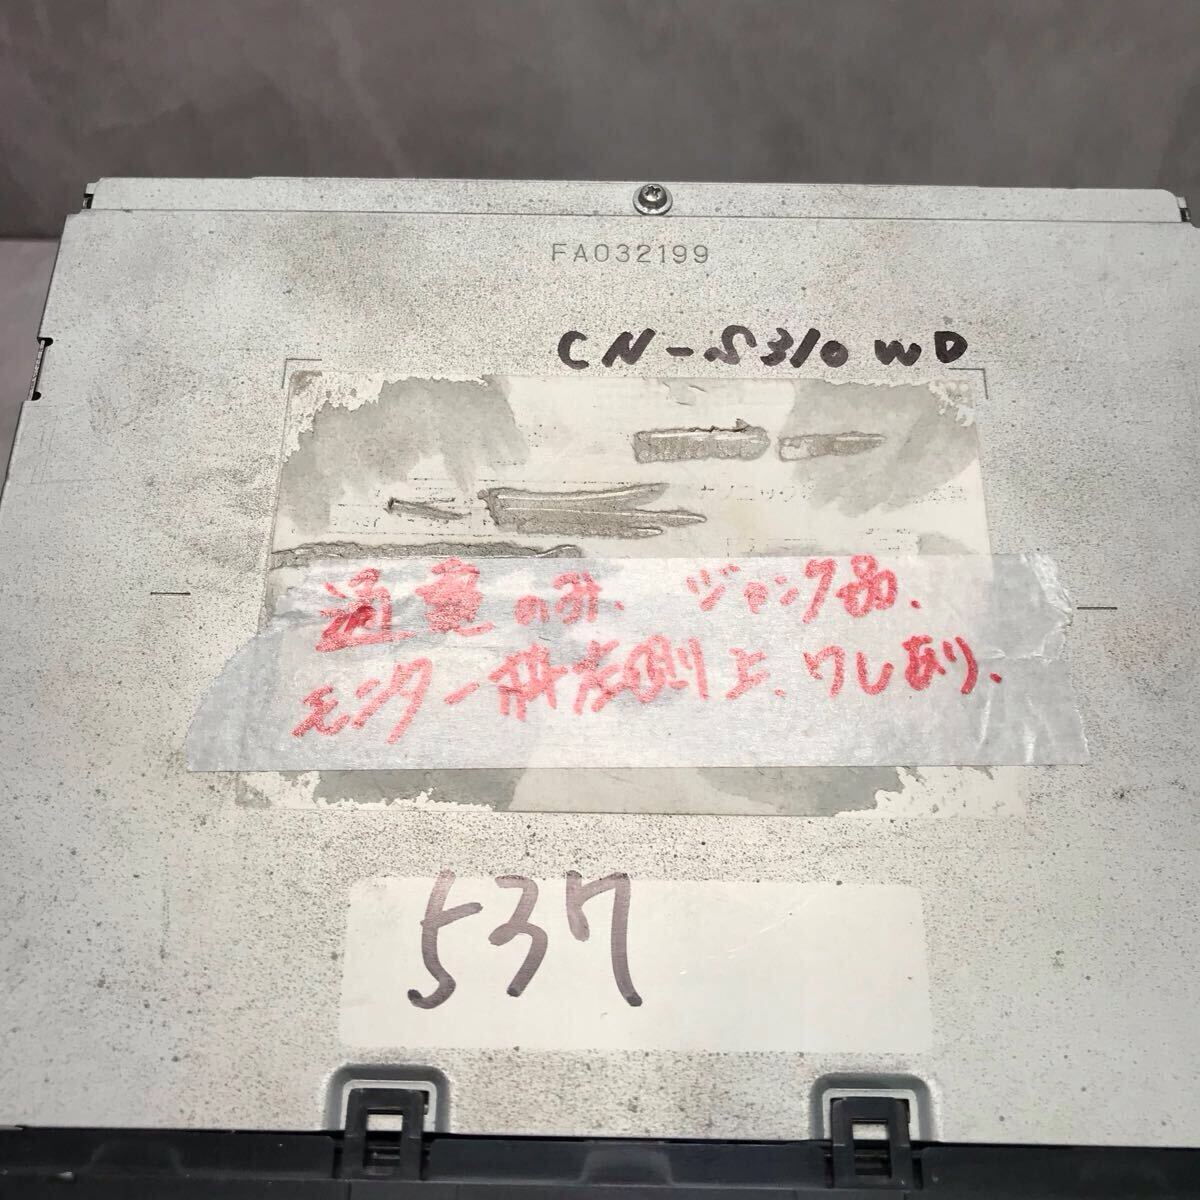 FA032199
CN-S310WD
通電のみ. ジャンク品.
モニター枠左側上、ワレあり.
537